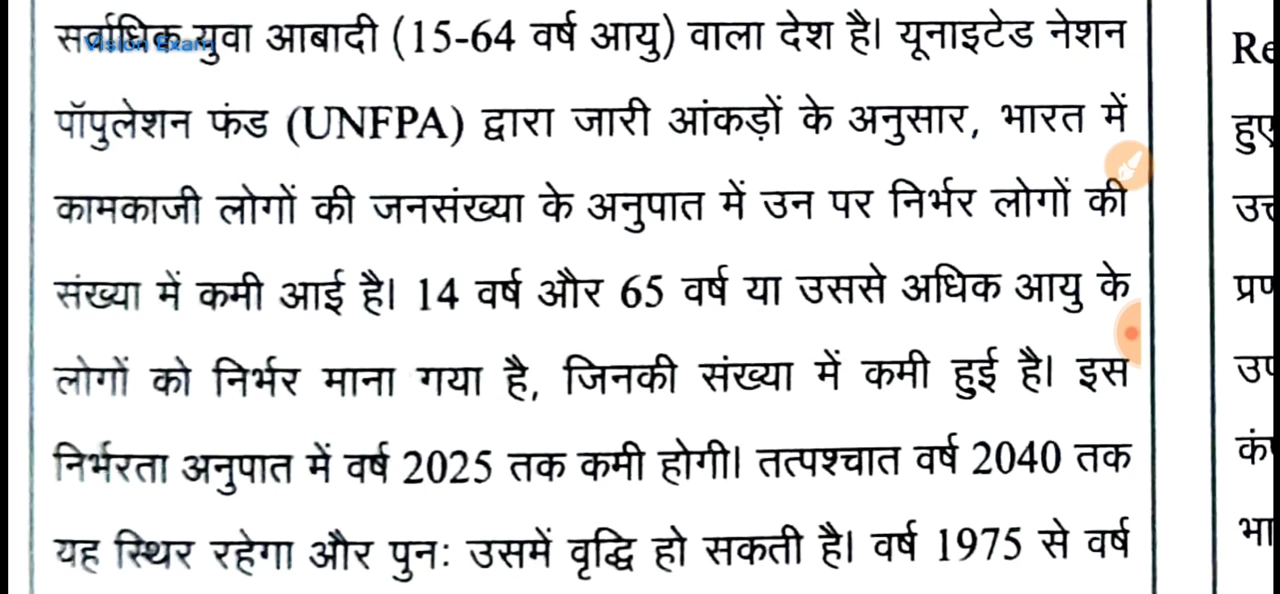 सर्वाधिक युवा आबादी (15-64 वर्ष आयु) वाला देश है। यूनाइटेड नेशन
Vision Exam
पॉपुलेशन फंड (UNFPA) द्वारा जारी आंकड़ों के अनुसार, भारत में
कामकाजी लोगों की जनसंख्या के अनुपात में उन पर निर्भर लोगों की
संख्या में कमी आई है। 14 वर्ष और 65 वर्ष या उससे अधिक आयु के
लोगों को निर्भर माना गया है, जिनकी संख्या में कमी हुई है। इस
निर्भरता अनुपात में वर्ष 2025 तक कमी होगी। तत्पश्चात वर्ष 2040 तक
यह स्थिर रहेगा और पुनः उसमें वृद्धि हो सकती है। वर्ष 1975 से वर्ष